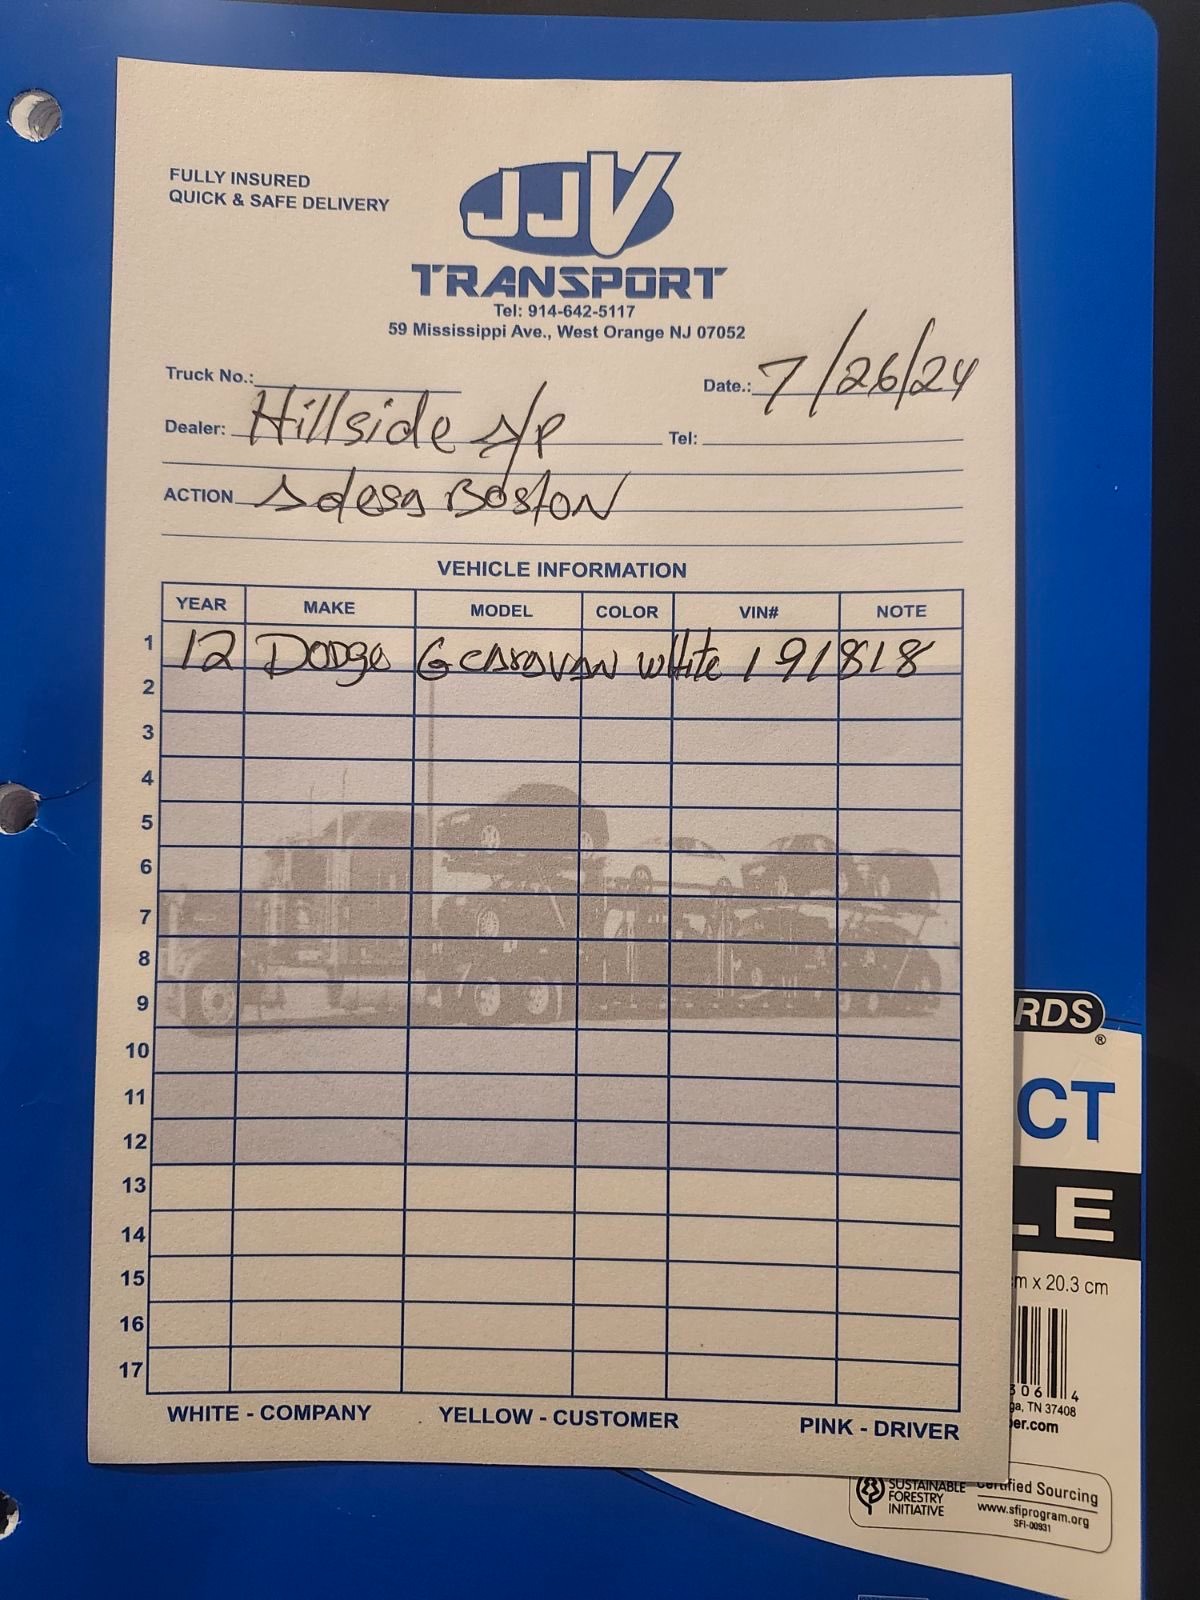 FULLY INSURED
QUICK & SAFE DELIVERY
JJV
TRANSPORT
Tel: 914-642-5117
59 Mississippi Ave., West Orange NJ 07052
Truck No.:
Date.: 7/26/24
Dealer: Hillside s/p
Tel:
ACTION Adesa Boston
VEHICLE INFORMATION
YEAR MAKE MODEL COLOR VIN# NOTE
1 12 Dodge G CARAVAN white 191818
2
3
4
5
6
7
8
9
10
11
12
13
14
15
16
17
WHITE - COMPANY YELLOW - CUSTOMER PINK - DRIVER
RDS
®
CT
LE
m x 20.3 cm
306 4
ga, TN 37408
per.com
SUSTAINABLE
FORESTRY
INITIATIVE
Certified Sourcing
www.sfiprogram.org
SFI-00931